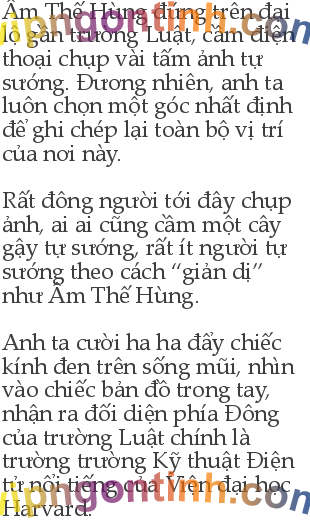 Âm Thế Hùng đứng trên đại
lộ gần trường Luật, cầm điện
thoại chụp vài tấm ảnh tự
sướng. Đương nhiên, anh ta
luôn chọn một góc nhất định
để ghi chép lại toàn bộ vị trí
của nơi này.
Rất đông người tới đây chụp
ảnh, ai ai cũng cầm một cây
gậy tự sướng, rất ít người tự
sướng theo cách “giản dị”
như Âm Thế Hùng.
Anh ta cười ha ha đẩy chiếc
kính đen trên sống mũi, nhìn
vào chiếc bản đồ trong tay,
nhận ra đối diện phía Đông
của trường Luật chính là
trường trường Kỹ thuật Điện
tử nổi tiếng của Viện đại học
Harvard.
vipngontinh.com
vipngontinh.com